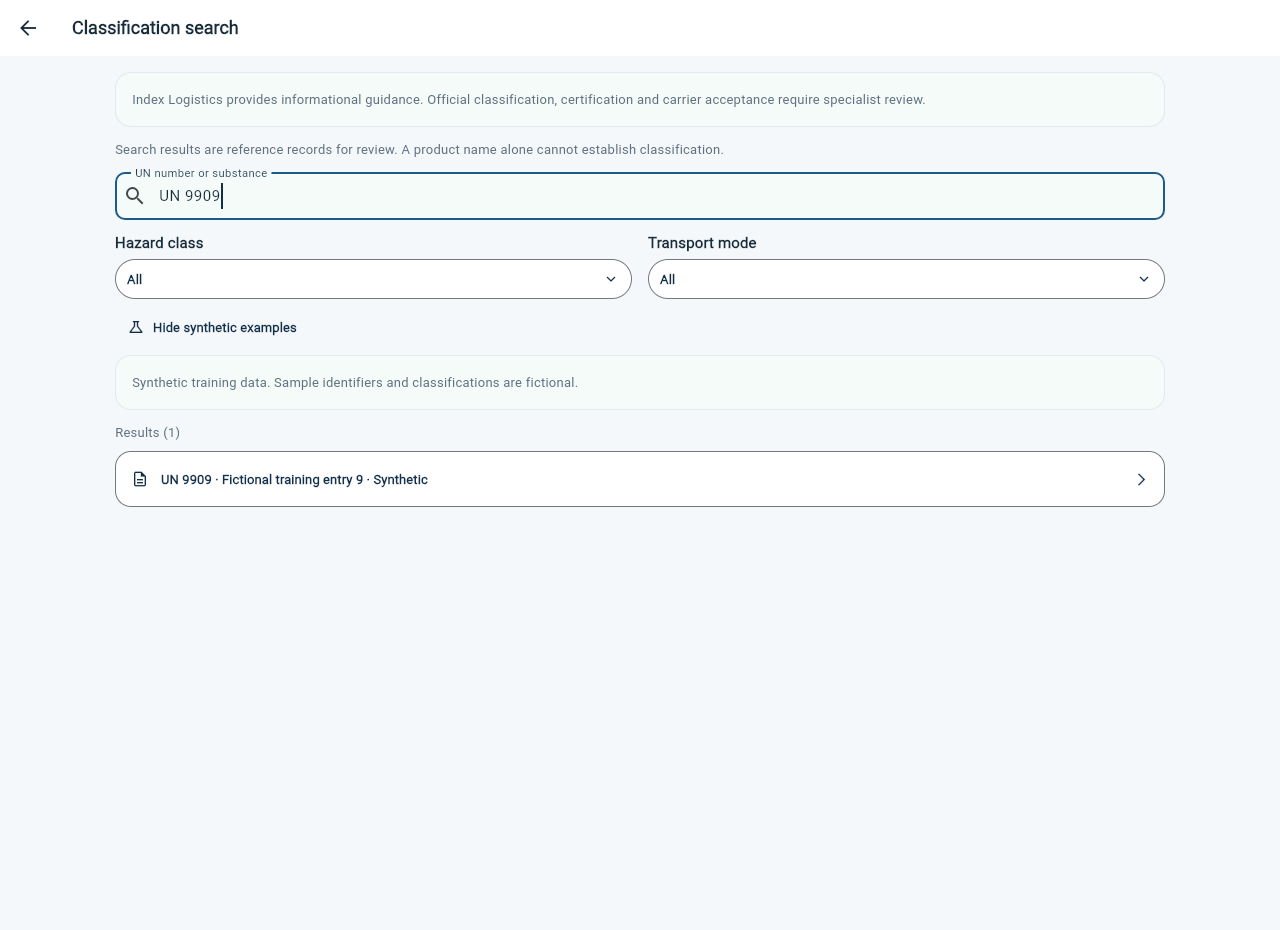 Classification search
Index Logistics provides informational guidance. Official classification, certification and carrier acceptance require specialist review.
Search results are reference records for review. A product name alone cannot establish classification.
UN number or substance
UN 9909
Hazard class
Transport mode
All
All
Hide synthetic examples
Synthetic training data. Sample identifiers and classifications are fictional.
Results (1)
UN 9909 · Fictional training entry 9 · Synthetic